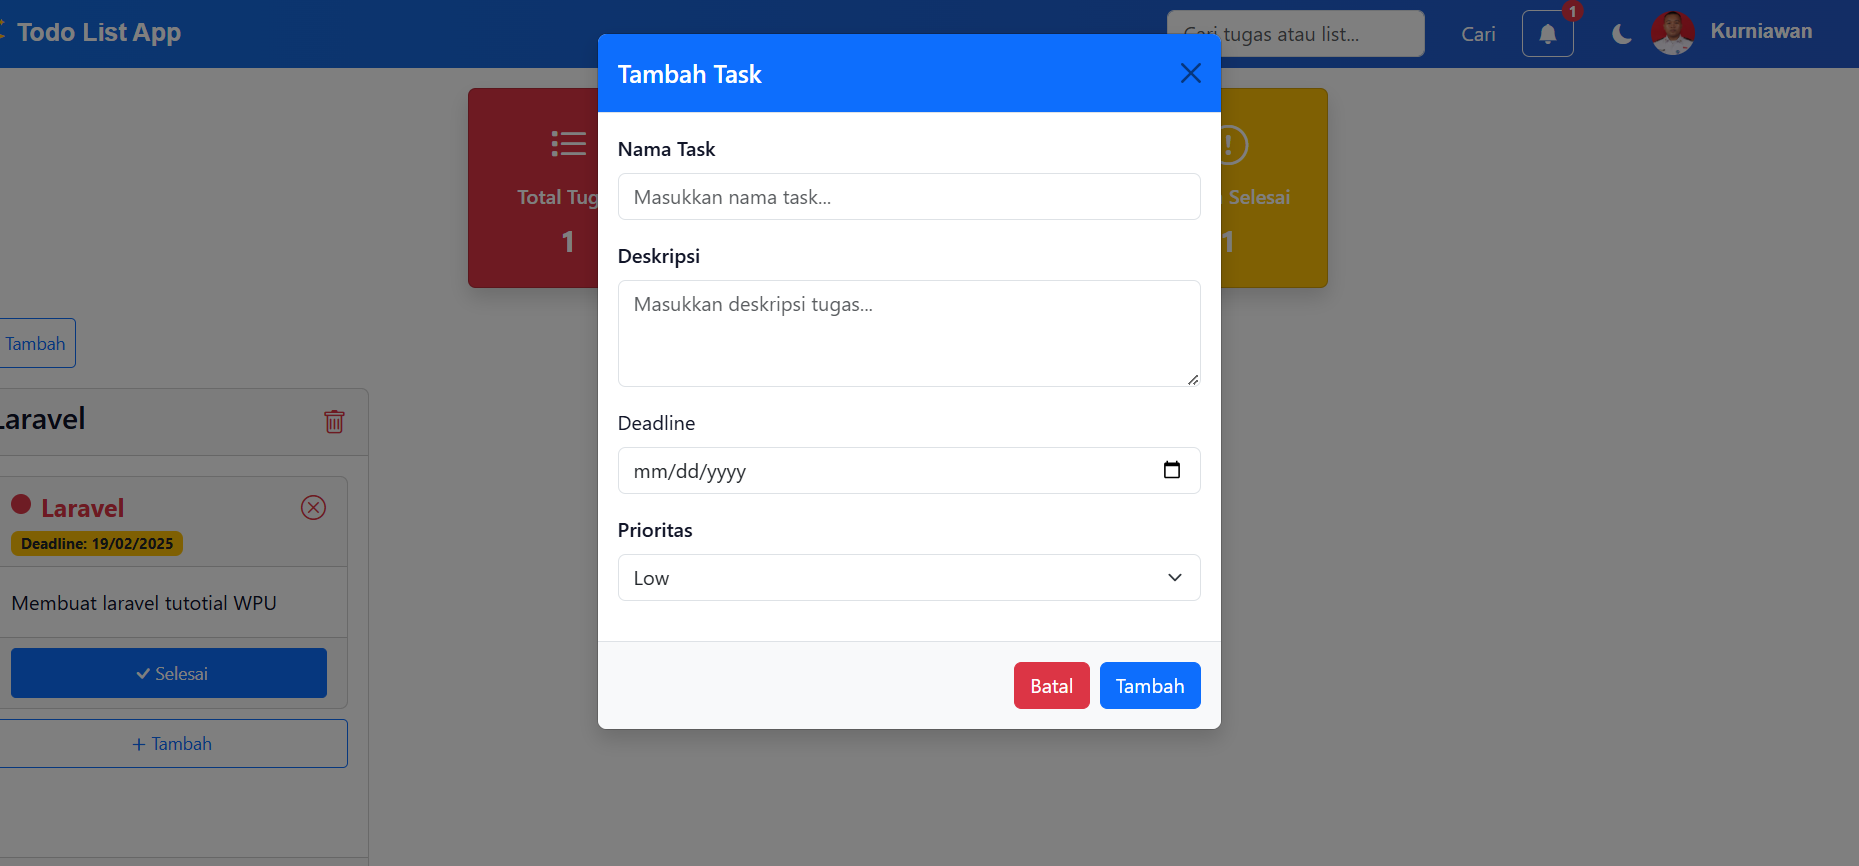 Todo List App
Cari tugas atau list...
Cari
1
Kurniawan
Tambah Task
Total Tug
1
Selesai
1
Nama Task
Masukkan nama task...
Deskripsi
Masukkan deskripsi tugas...
Deadline
mm/dd/yyyy
Prioritas
Low
Batal
Tambah
Tambah
Laravel
Laravel
Deadline: 19/02/2025
Membuat laravel tutotial WPU
Selesai
+ Tambah